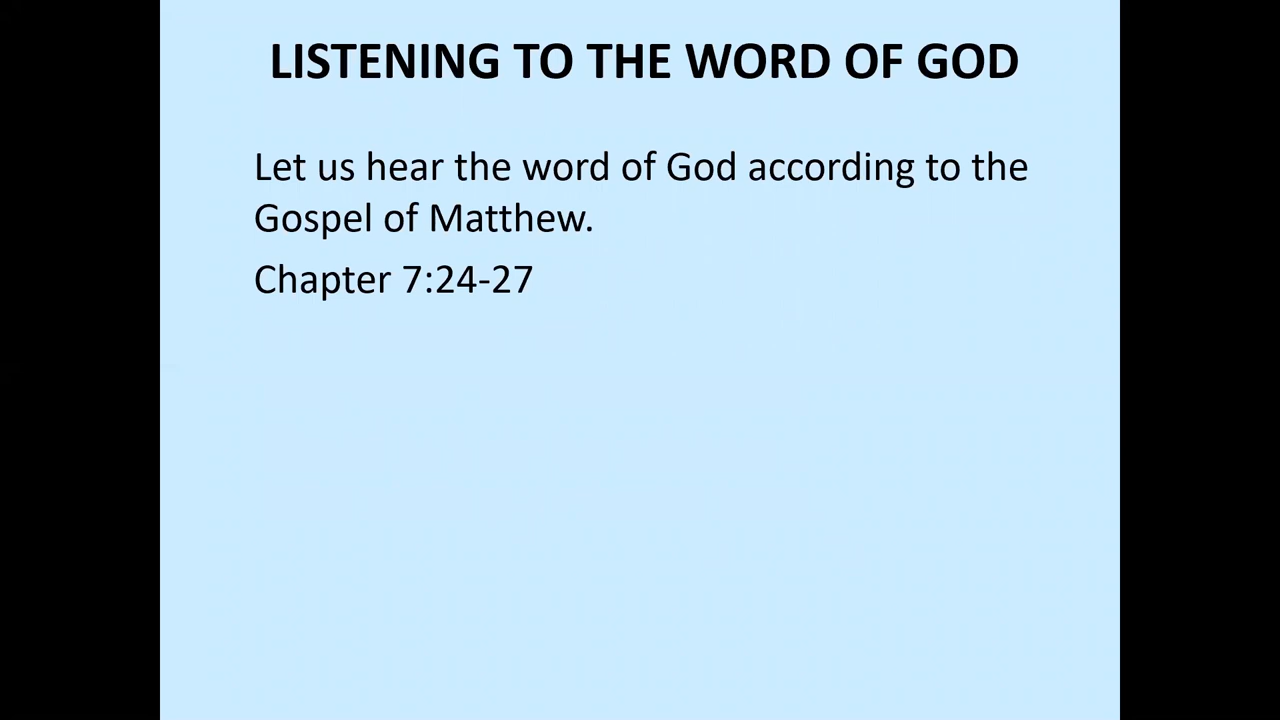 LISTENING TO THE WORD OF GOD
Let us hear the word of God according to the
Gospel of Matthew.
Chapter 7:24-27